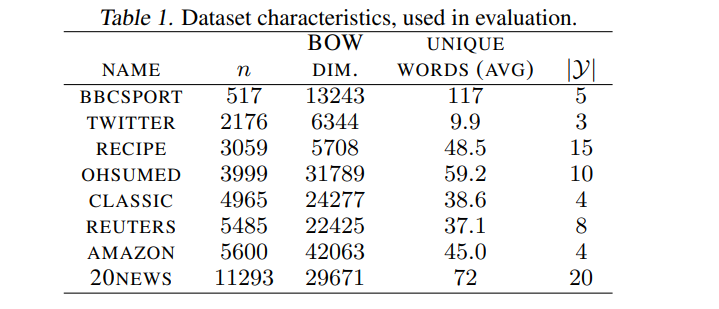 Table 1. Dataset characteristics, used in evaluation.
BOW UNIQUE
NAME n DIM. WORDS (AVG) |𝒴|
BBCSPORT 517 13243 117 5
TWITTER 2176 6344 9.9 3
RECIPE 3059 5708 48.5 15
OHSUMED 3999 31789 59.2 10
CLASSIC 4965 24277 38.6 4
REUTERS 5485 22425 37.1 8
AMAZON 5600 42063 45.0 4
20NEWS 11293 29671 72 20